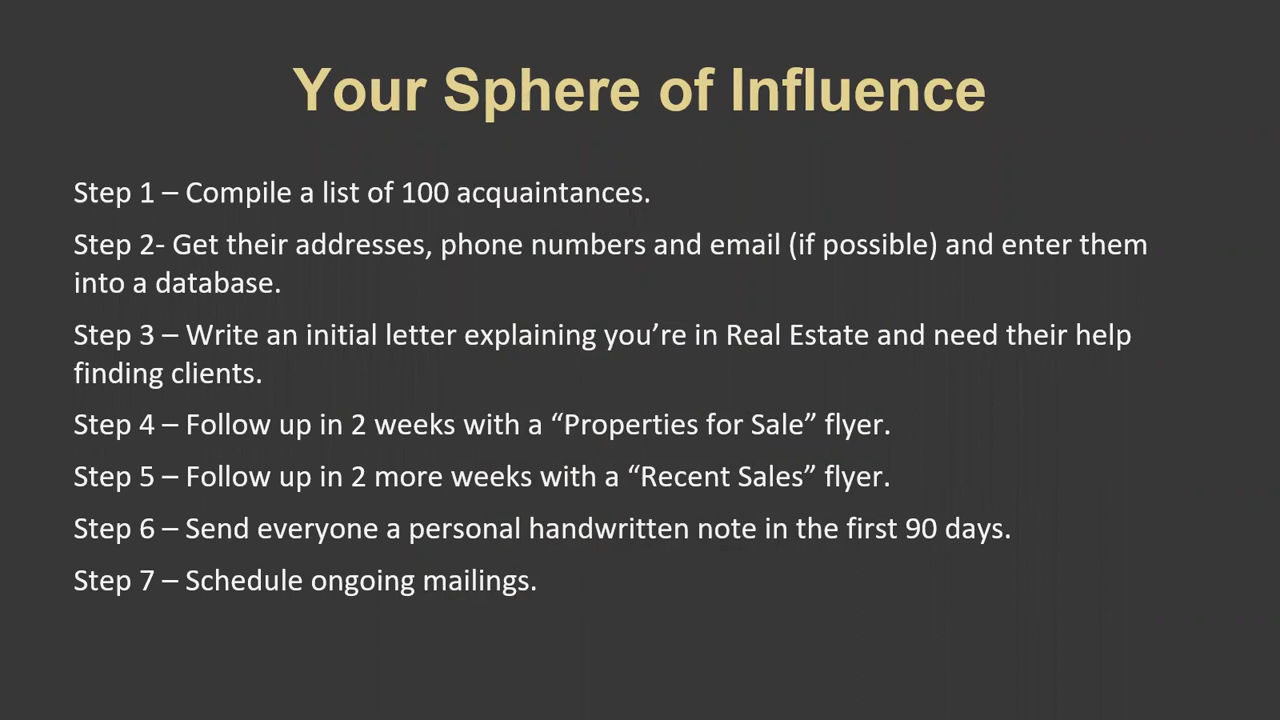 Your Sphere of Influence
Step 1 – Compile a list of 100 acquaintances.
Step 2- Get their addresses, phone numbers and email (if possible) and enter them
into a database.
Step 3 – Write an initial letter explaining you’re in Real Estate and need their help
finding clients.
Step 4 – Follow up in 2 weeks with a “Properties for Sale” flyer.
Step 5 – Follow up in 2 more weeks with a “Recent Sales” flyer.
Step 6 – Send everyone a personal handwritten note in the first 90 days.
Step 7 – Schedule ongoing mailings.